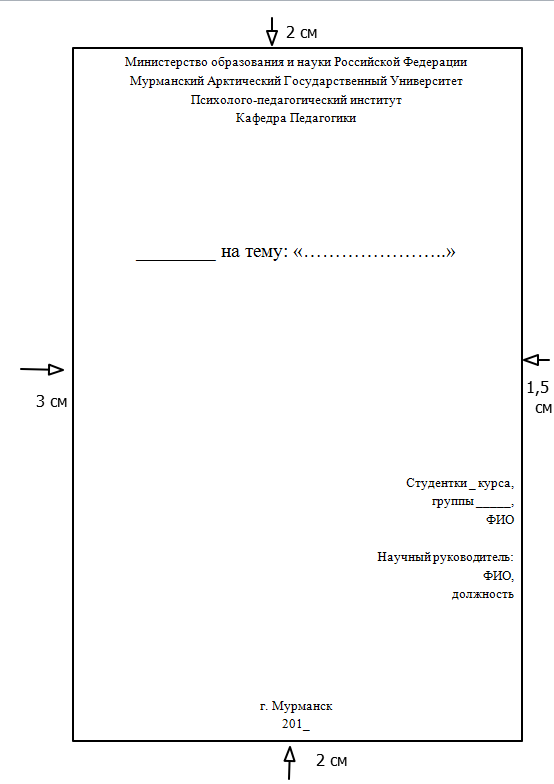 2 см
Министерство образования и науки Российской Федерации
Мурманский Арктический Государственный Университет
Психолого-педагогический институт
Кафедра Педагогики
_________ на тему: «…………………..»
3 см
1,5
см
Студентки _ курса,
группы _____,
ФИО
Научный руководитель:
ФИО,
должность
г. Мурманск
201_
2 см